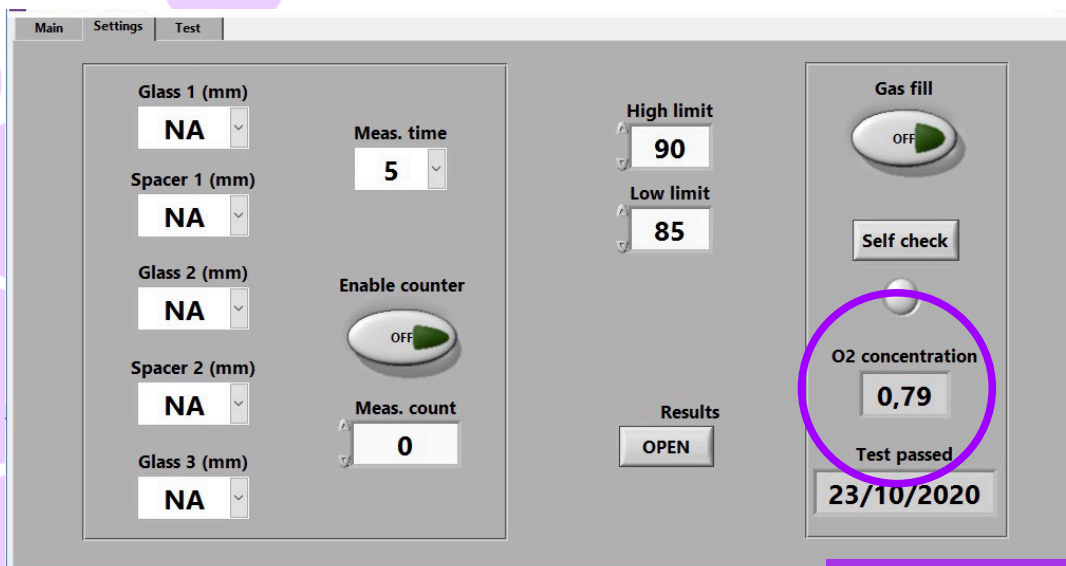 Main Settings Test
Glass 1 (mm)
NA
Spacer 1 (mm)
NA
Glass 2 (mm)
NA
Spacer 2 (mm)
NA
Glass 3 (mm)
NA
Meas. time
5
Enable counter
OFF
Meas. count
0
High limit
90
Low limit
85
Results
OPEN
Gas fill
OFF
Self check
O2 concentration
0,79
Test passed
23/10/2020